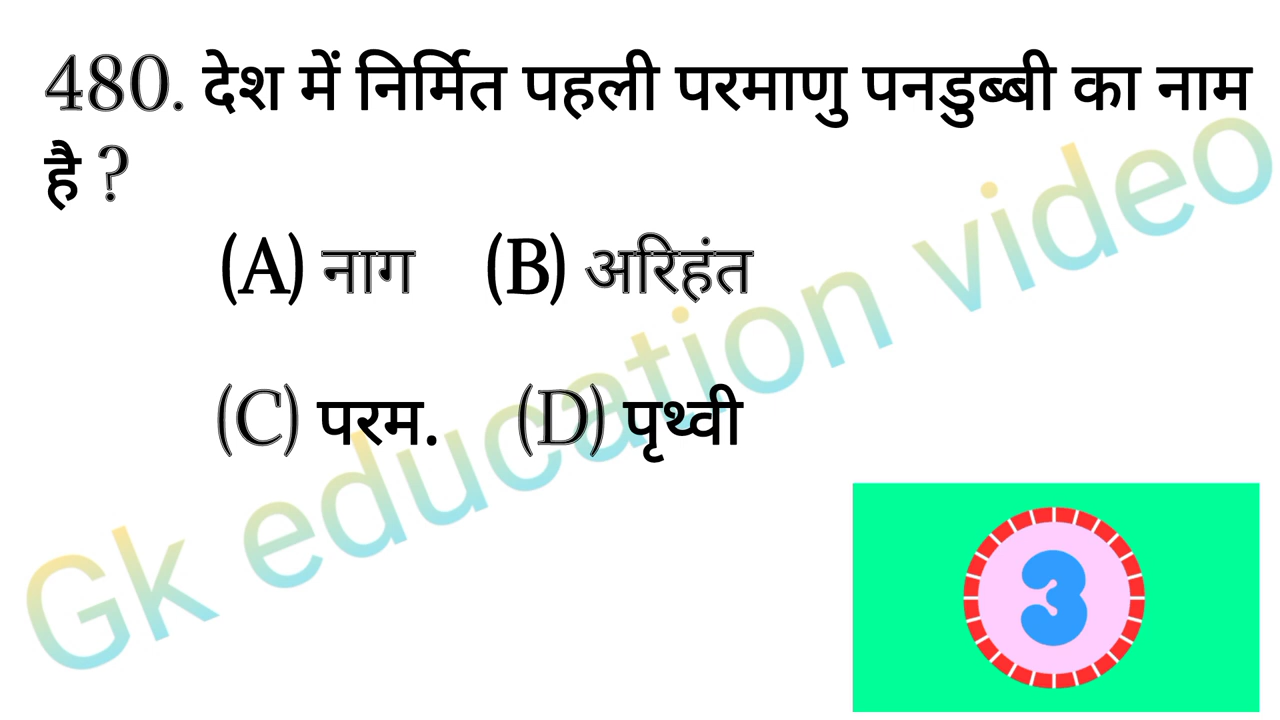 480. देश में निर्मित पहली परमाणु पनडुब्बी का नाम
है ?
(A) नाग (B) अरिहंत
(C) परम. (D) पृथ्वी
Gk education video
3